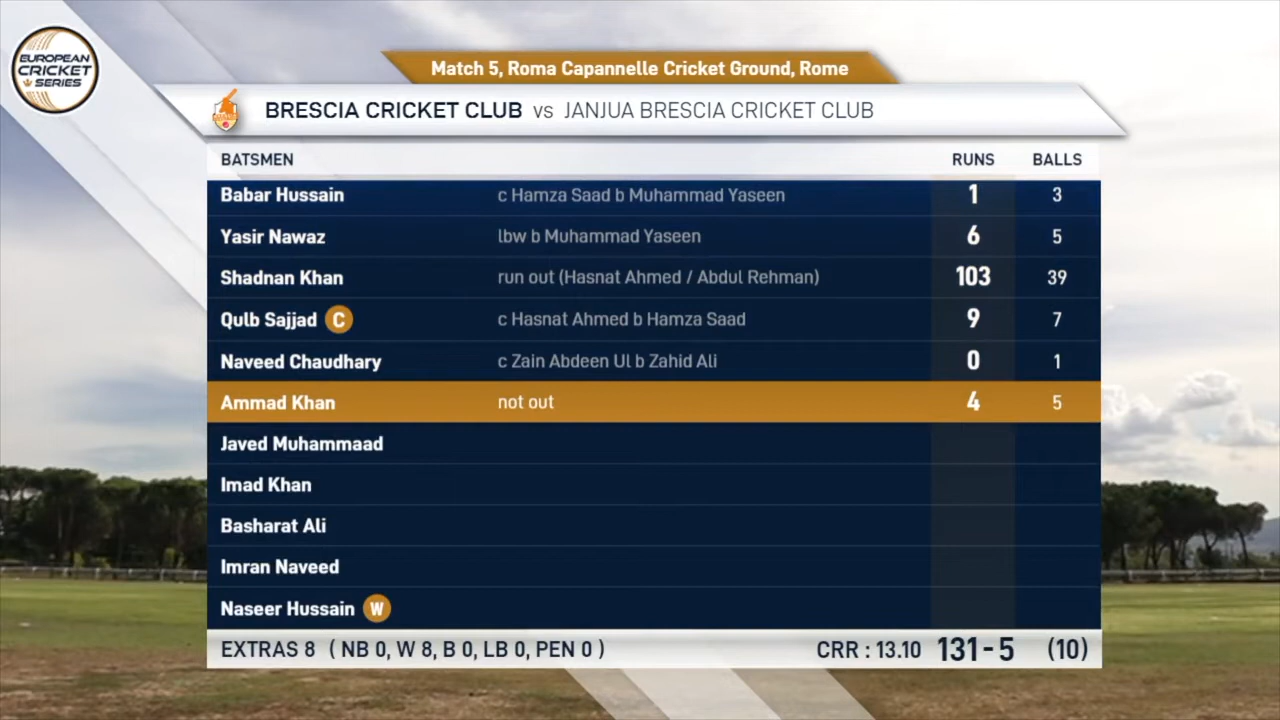 EUROPEAN
CRICKET
SERIES
Match 5, Roma Capannelle Cricket Ground, Rome
BRESCIA CRICKET CLUB vs JANJUA BRESCIA CRICKET CLUB
BATSMEN RUNS BALLS
Babar Hussain c Hamza Saad b Muhammad Yaseen 1 3
Yasir Nawaz lbw b Muhammad Yaseen 6 5
Shadnan Khan run out (Hasnat Ahmed / Abdul Rehman) 103 39
Qulb Sajjad C c Hasnat Ahmed b Hamza Saad 9 7
Naveed Chaudhary c Zain Abdeen Ul b Zahid Ali 0 1
Ammad Khan not out 4 5
Javed Muhammaad
Imad Khan
Basharat Ali
Imran Naveed
Naseer Hussain W
EXTRAS 8 ( NB 0, W 8, B 0, LB 0, PEN 0 ) CRR : 13.10 131-5 (10)